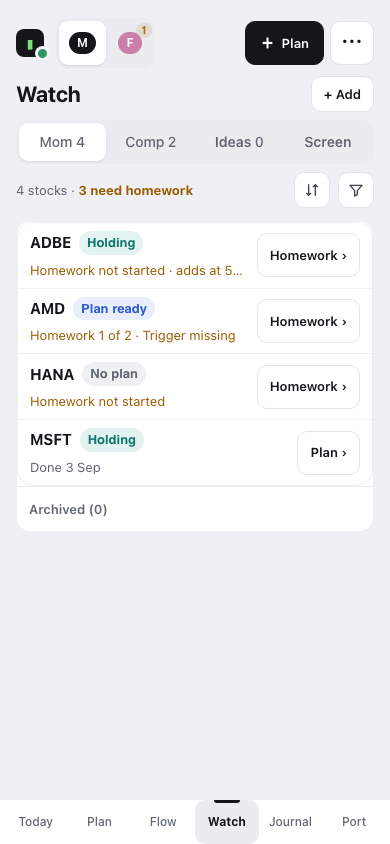 M F 1 + Plan •••
Watch + Add
Mom 4 Comp 2 Ideas 0 Screen
4 stocks · 3 need homework
ADBE Holding
Homework not started · adds at 5... Homework ›
AMD Plan ready
Homework 1 of 2 · Trigger missing Homework ›
HANA No plan
Homework not started Homework ›
MSFT Holding
Done 3 Sep Plan ›
Archived (0)
Today Plan Flow Watch Journal Port